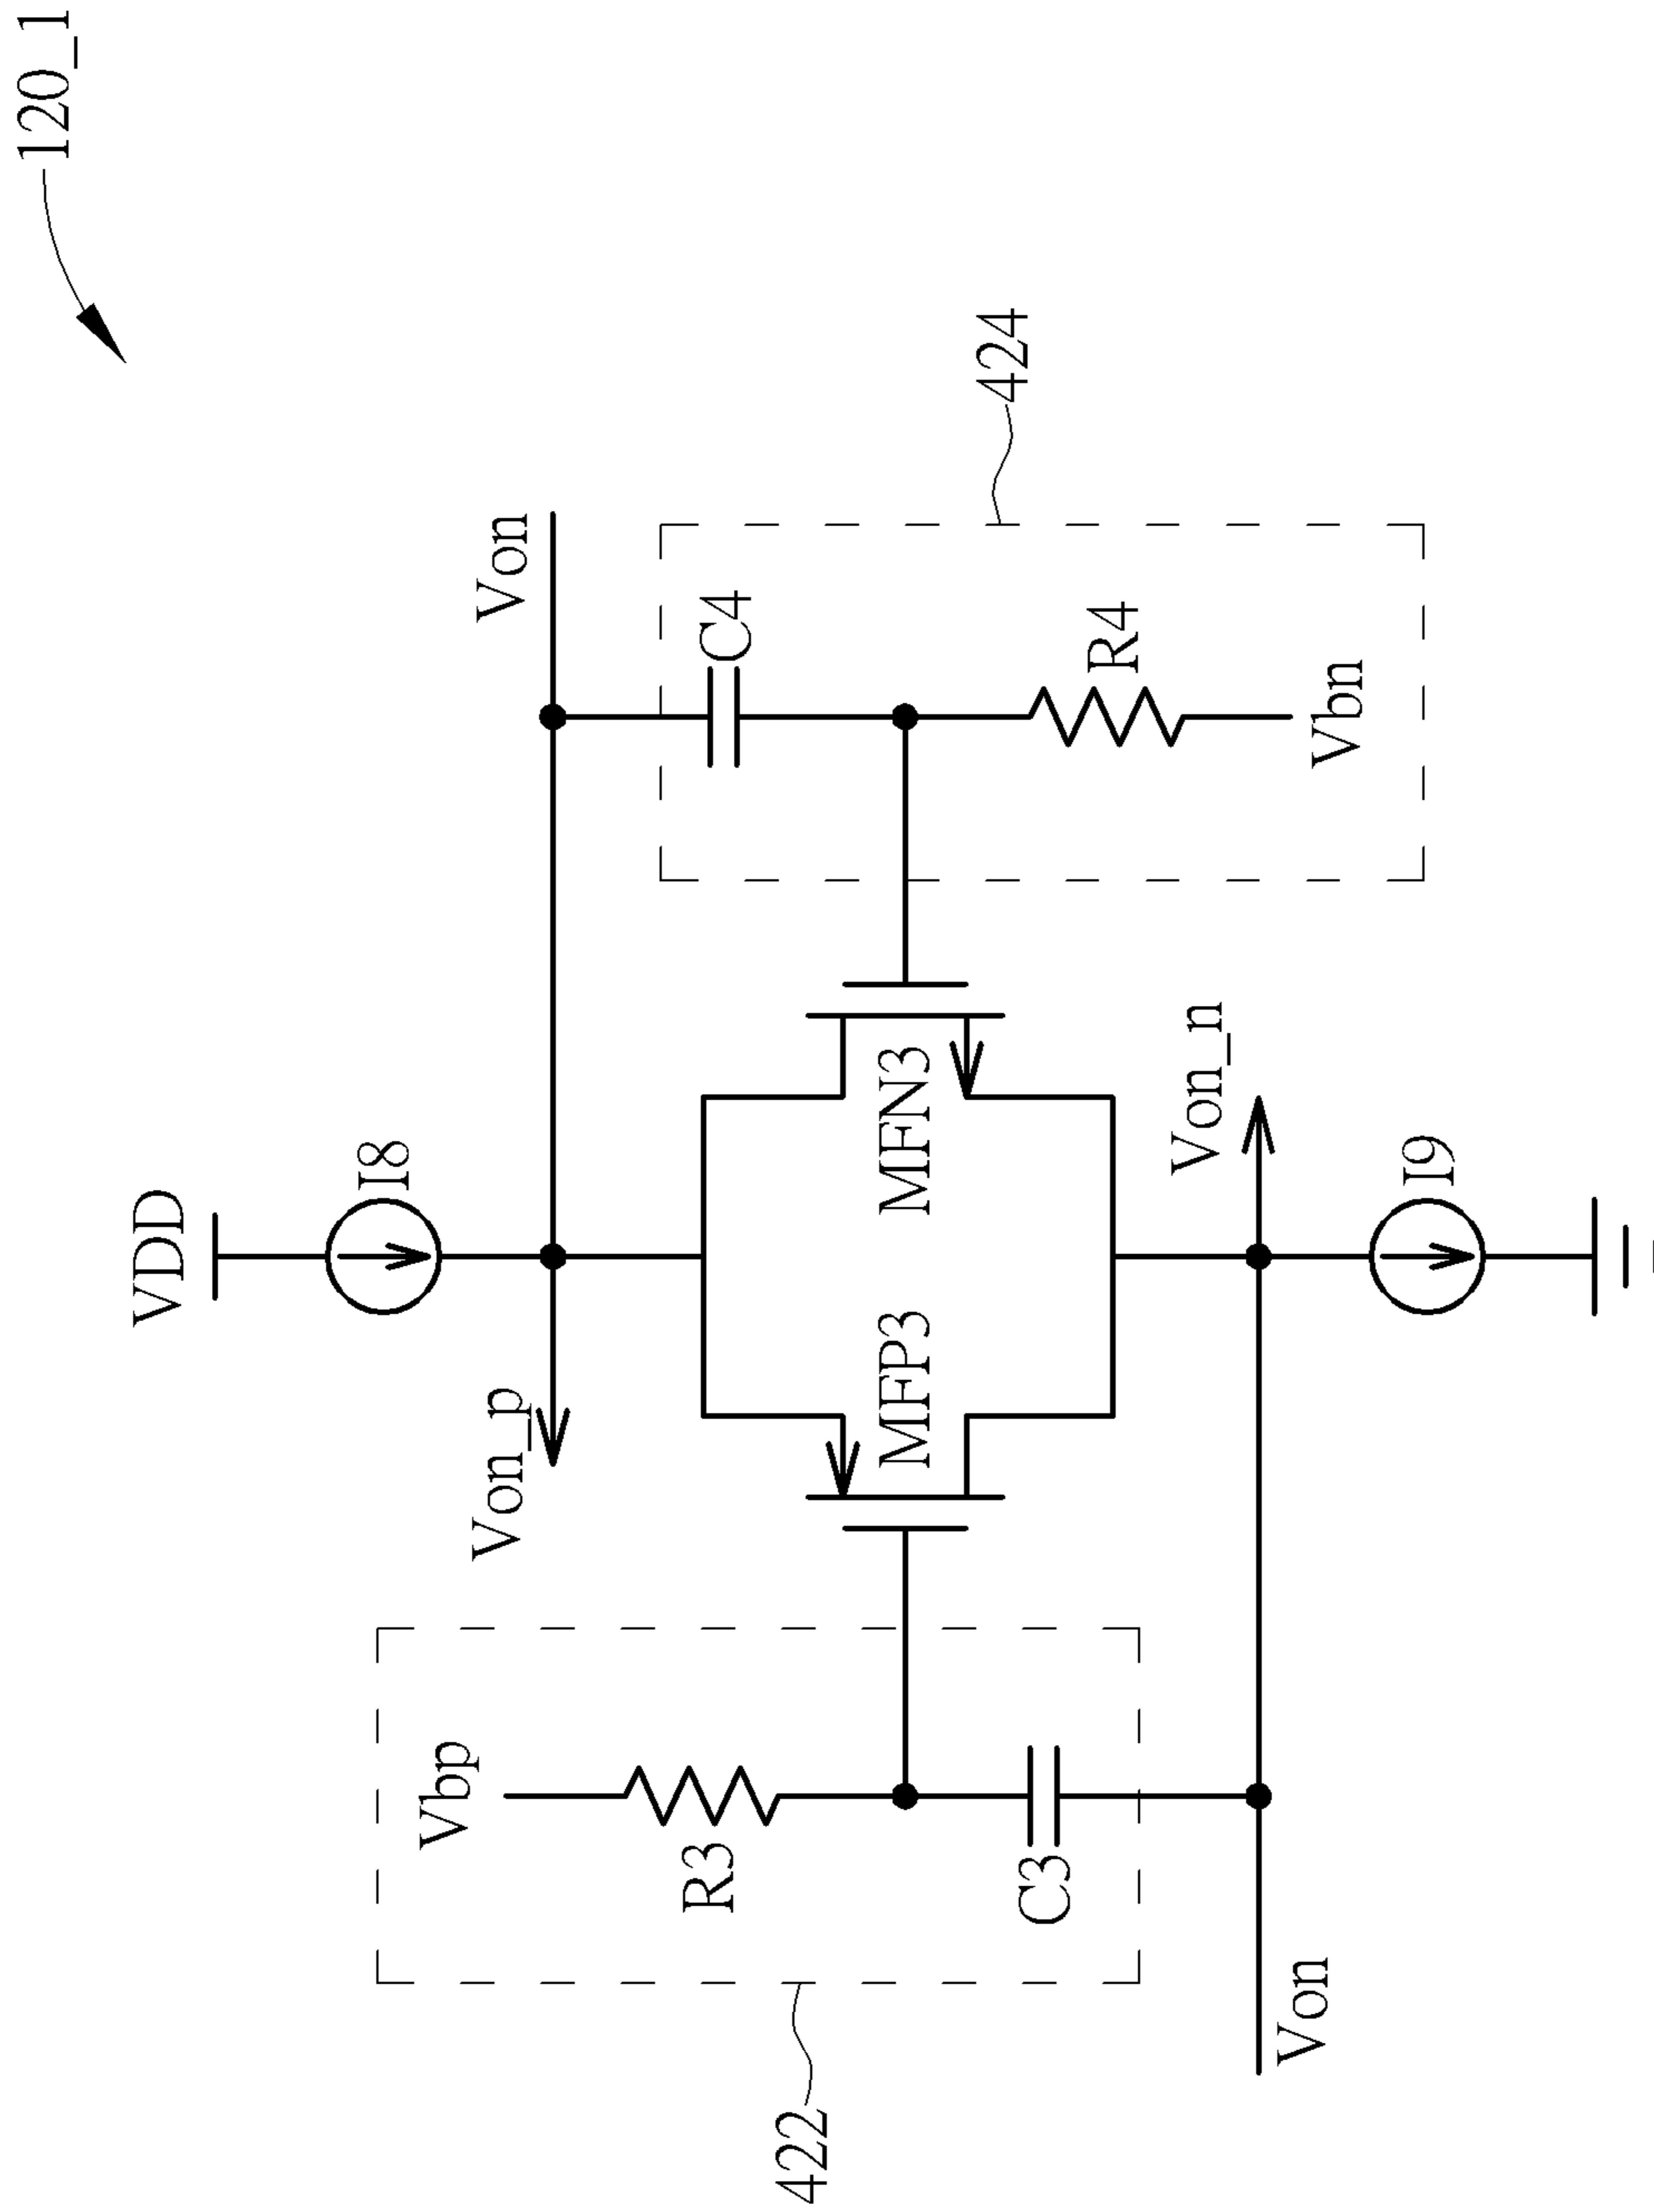 120_1
VDD
I8
Von_p
Von
Vbp
R3
C3
422
MFP3
MFN3
C4
R4
Vbn
424
Von_n
Von
I9